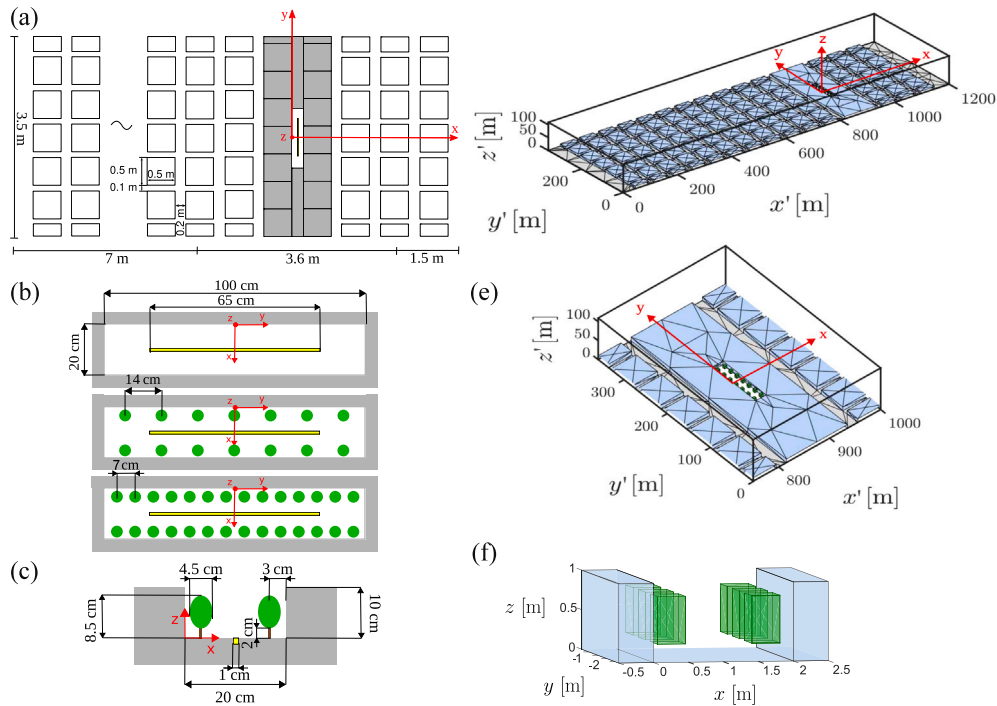 (a)
y
x
z
3.5 m
0.5 m
0.5 m
0.1 m
0.2 m
7 m
3.6 m
1.5 m
z
y
x
100
50
0
z' [m]
200
0
y' [m]
0
200
400
600
800
1000
1200
x' [m]
(b)
100 cm
65 cm
20 cm
z
y
x
14 cm
z
y
x
7 cm
z
y
x
(c)
4.5 cm
3 cm
8.5 cm
z
x
2 cm
10 cm
1 cm
20 cm
(e)
y
x
100
50
0
z' [m]
300
200
100
0
y' [m]
800
900
1000
x' [m]
(f)
1
0.5
0
z [m]
-1
-2
y [m]
-0.5
0
0.5
1
1.5
2
2.5
x [m]